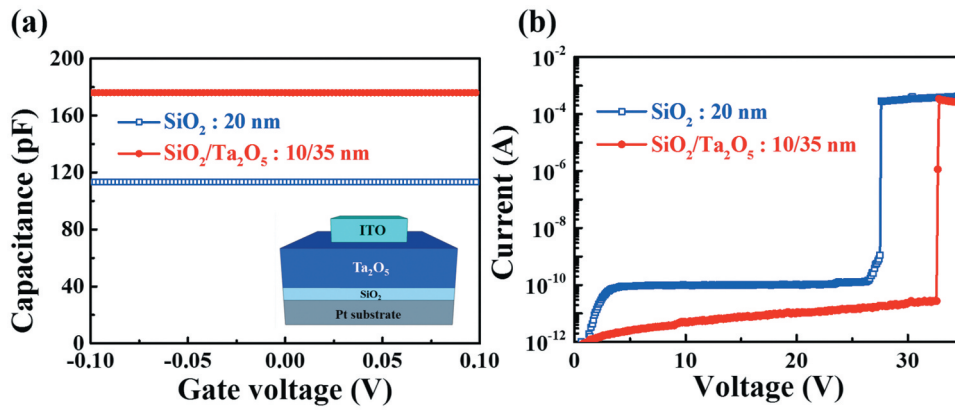 (a)
200
160
120
80
40
0
Capacitance (pF)
SiO₂ : 20 nm
SiO₂/Ta₂O₅ : 10/35 nm
ITO
Ta₂O₅
SiO₂
Pt substrate
-0.10
-0.05
0.00
0.05
0.10
Gate voltage (V)
(b)
10⁻²
10⁻⁴
10⁻⁶
10⁻⁸
10⁻¹⁰
10⁻¹²
Current (A)
SiO₂ : 20 nm
SiO₂/Ta₂O₅ : 10/35 nm
0
10
20
30
Voltage (V)